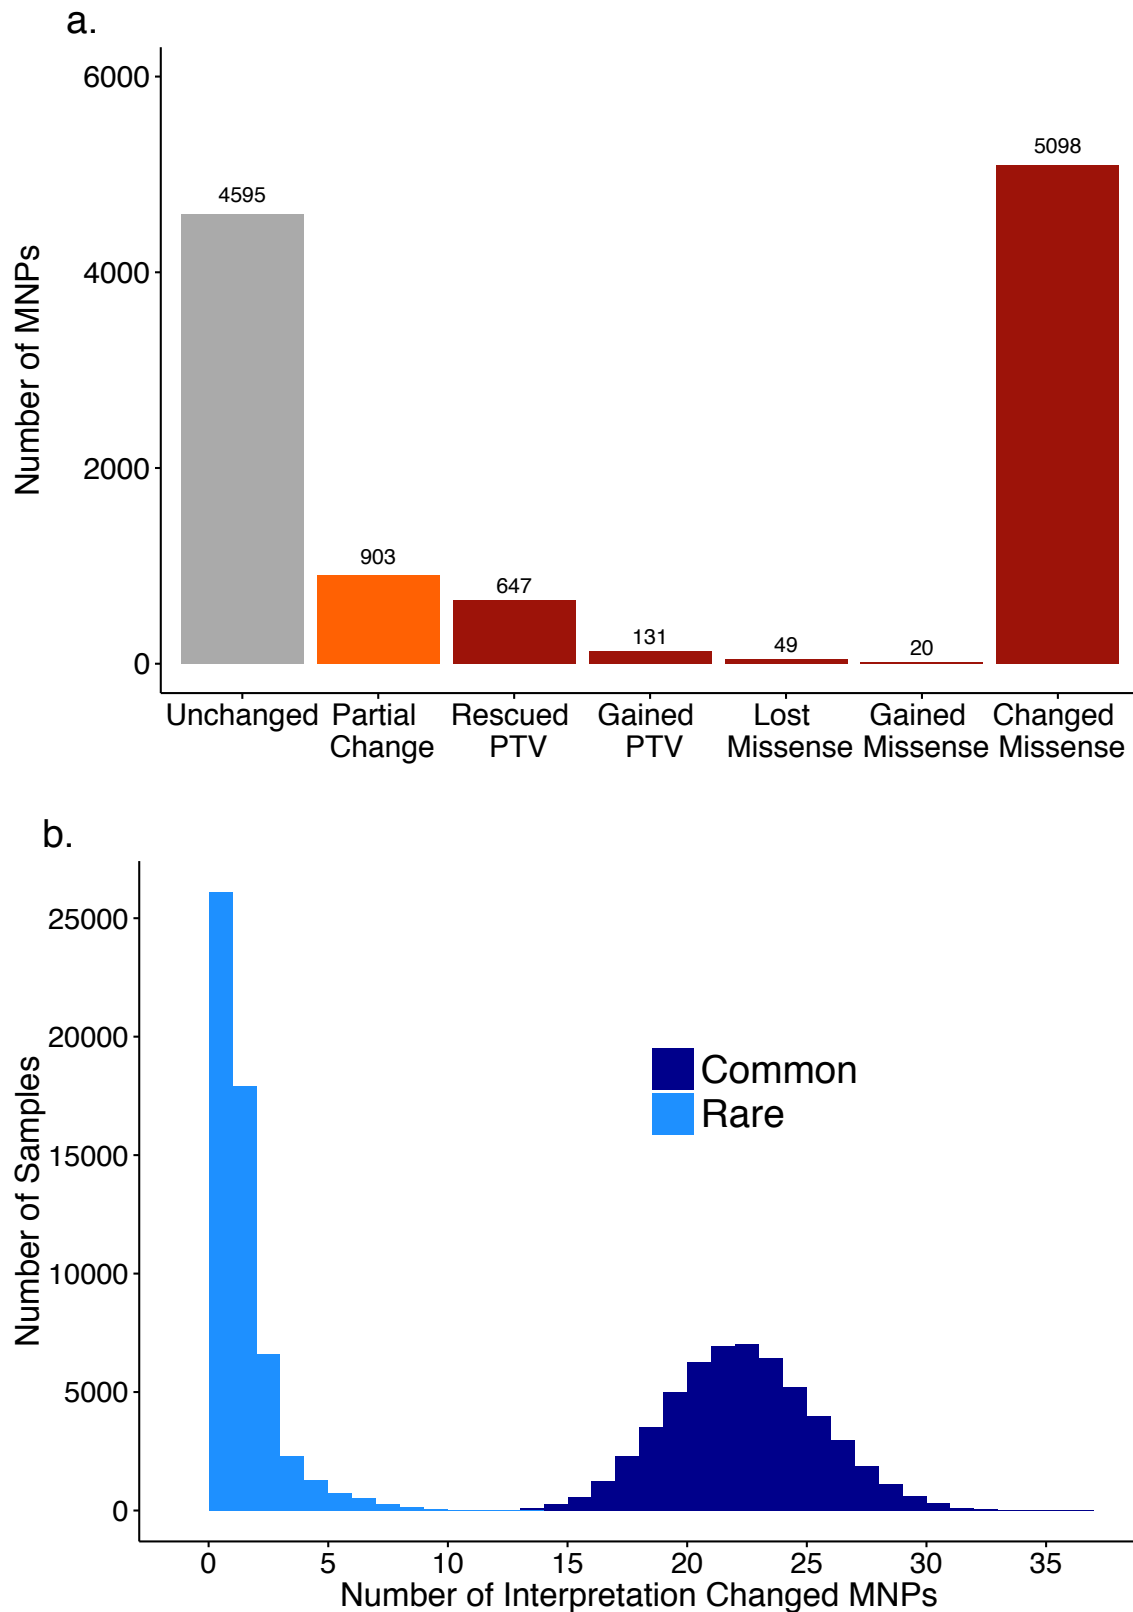 a.
Number of MNPs
6000
4000
2000
0
4595
903
647
131
49
20
5098
Unchanged
Partial
Change
Rescued
PTV
Gained
PTV
Lost
Missense
Gained
Missense
Changed
Missense
b.
Number of Samples
25000
20000
15000
10000
5000
0
Common
Rare
0 5 10 15 20 25 30 35
Number of Interpretation Changed MNPs